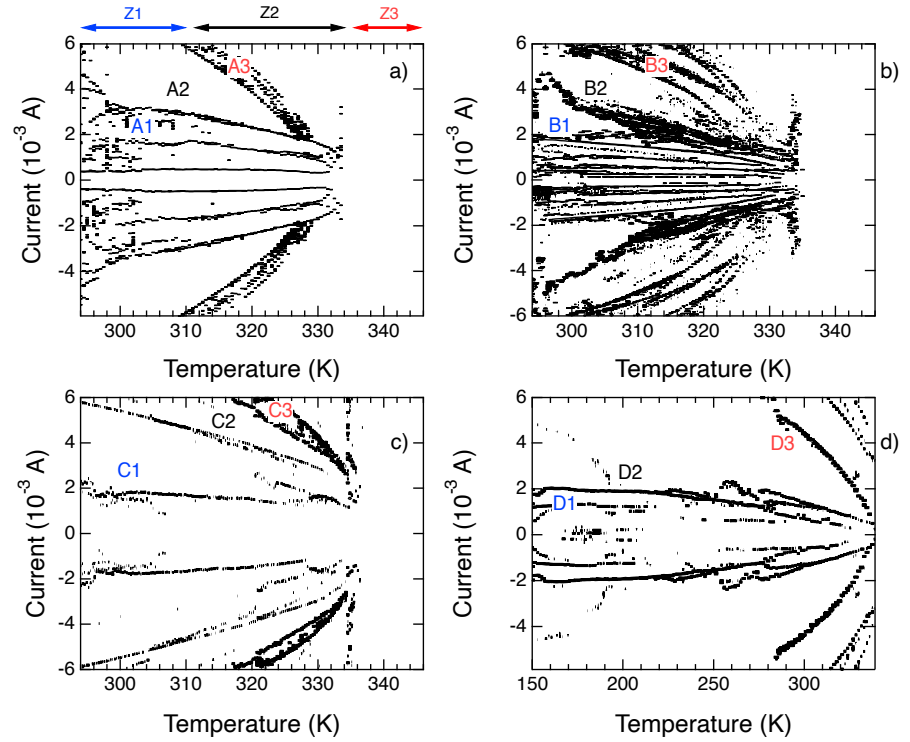 Z1 Z2 Z3
6
4
2
0
-2
-4
Current (10⁻³ A)
300 310 320 330 340
Temperature (K)
A1
A2
A3
a)
6
4
2
0
-2
-4
-6
Current (10⁻³ A)
300 310 320 330 340
Temperature (K)
B1
B2
B3
b)
6
4
2
0
-2
-4
-6
Current (10⁻³ A)
300 310 320 330 340
Temperature (K)
C1
C2
C3
c)
6
4
2
0
-2
-4
Current (10⁻³ A)
150 200 250 300
Temperature (K)
D1
D2
D3
d)